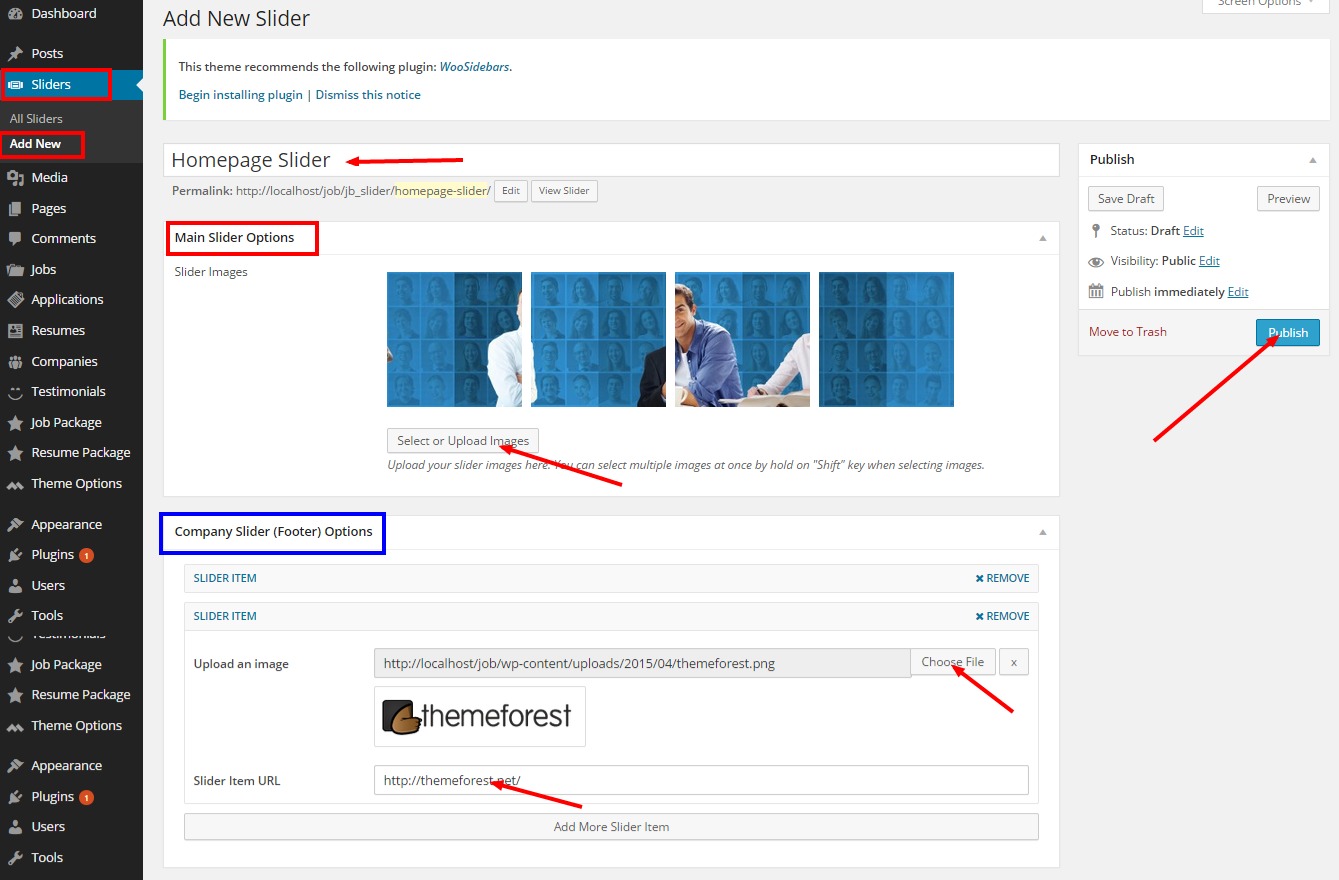 Dashboard
Posts
Sliders
All Sliders
Add New
Media
Pages
Comments
Jobs
Applications
Resumes
Companies
Testimonials
Job Package
Resume Package
Theme Options
Appearance
Plugins 1
Users
Tools
Testimonials
Job Package
Resume Package
Theme Options
Appearance
Plugins 1
Users
Tools
Screen Options
Add New Slider
This theme recommends the following plugin: WooSidebars.
Begin installing plugin | Dismiss this notice
Homepage Slider
Permalink: http://localhost/job/jb_slider/homepage-slider/ Edit View Slider
Main Slider Options
Slider Images
Select or Upload Images
Upload your slider images here. You can select multiple images at once by hold on "Shift" key when selecting images.
Company Slider (Footer) Options
SLIDER ITEM REMOVE
SLIDER ITEM REMOVE
Upload an image http://localhost/job/wp-content/uploads/2015/04/themeforest.png Choose File x
themeforest
Slider Item URL http://themeforest.net/
Add More Slider Item
Publish
Save Draft Preview
Status: Draft Edit
Visibility: Public Edit
Publish immediately Edit
Move to Trash Publish